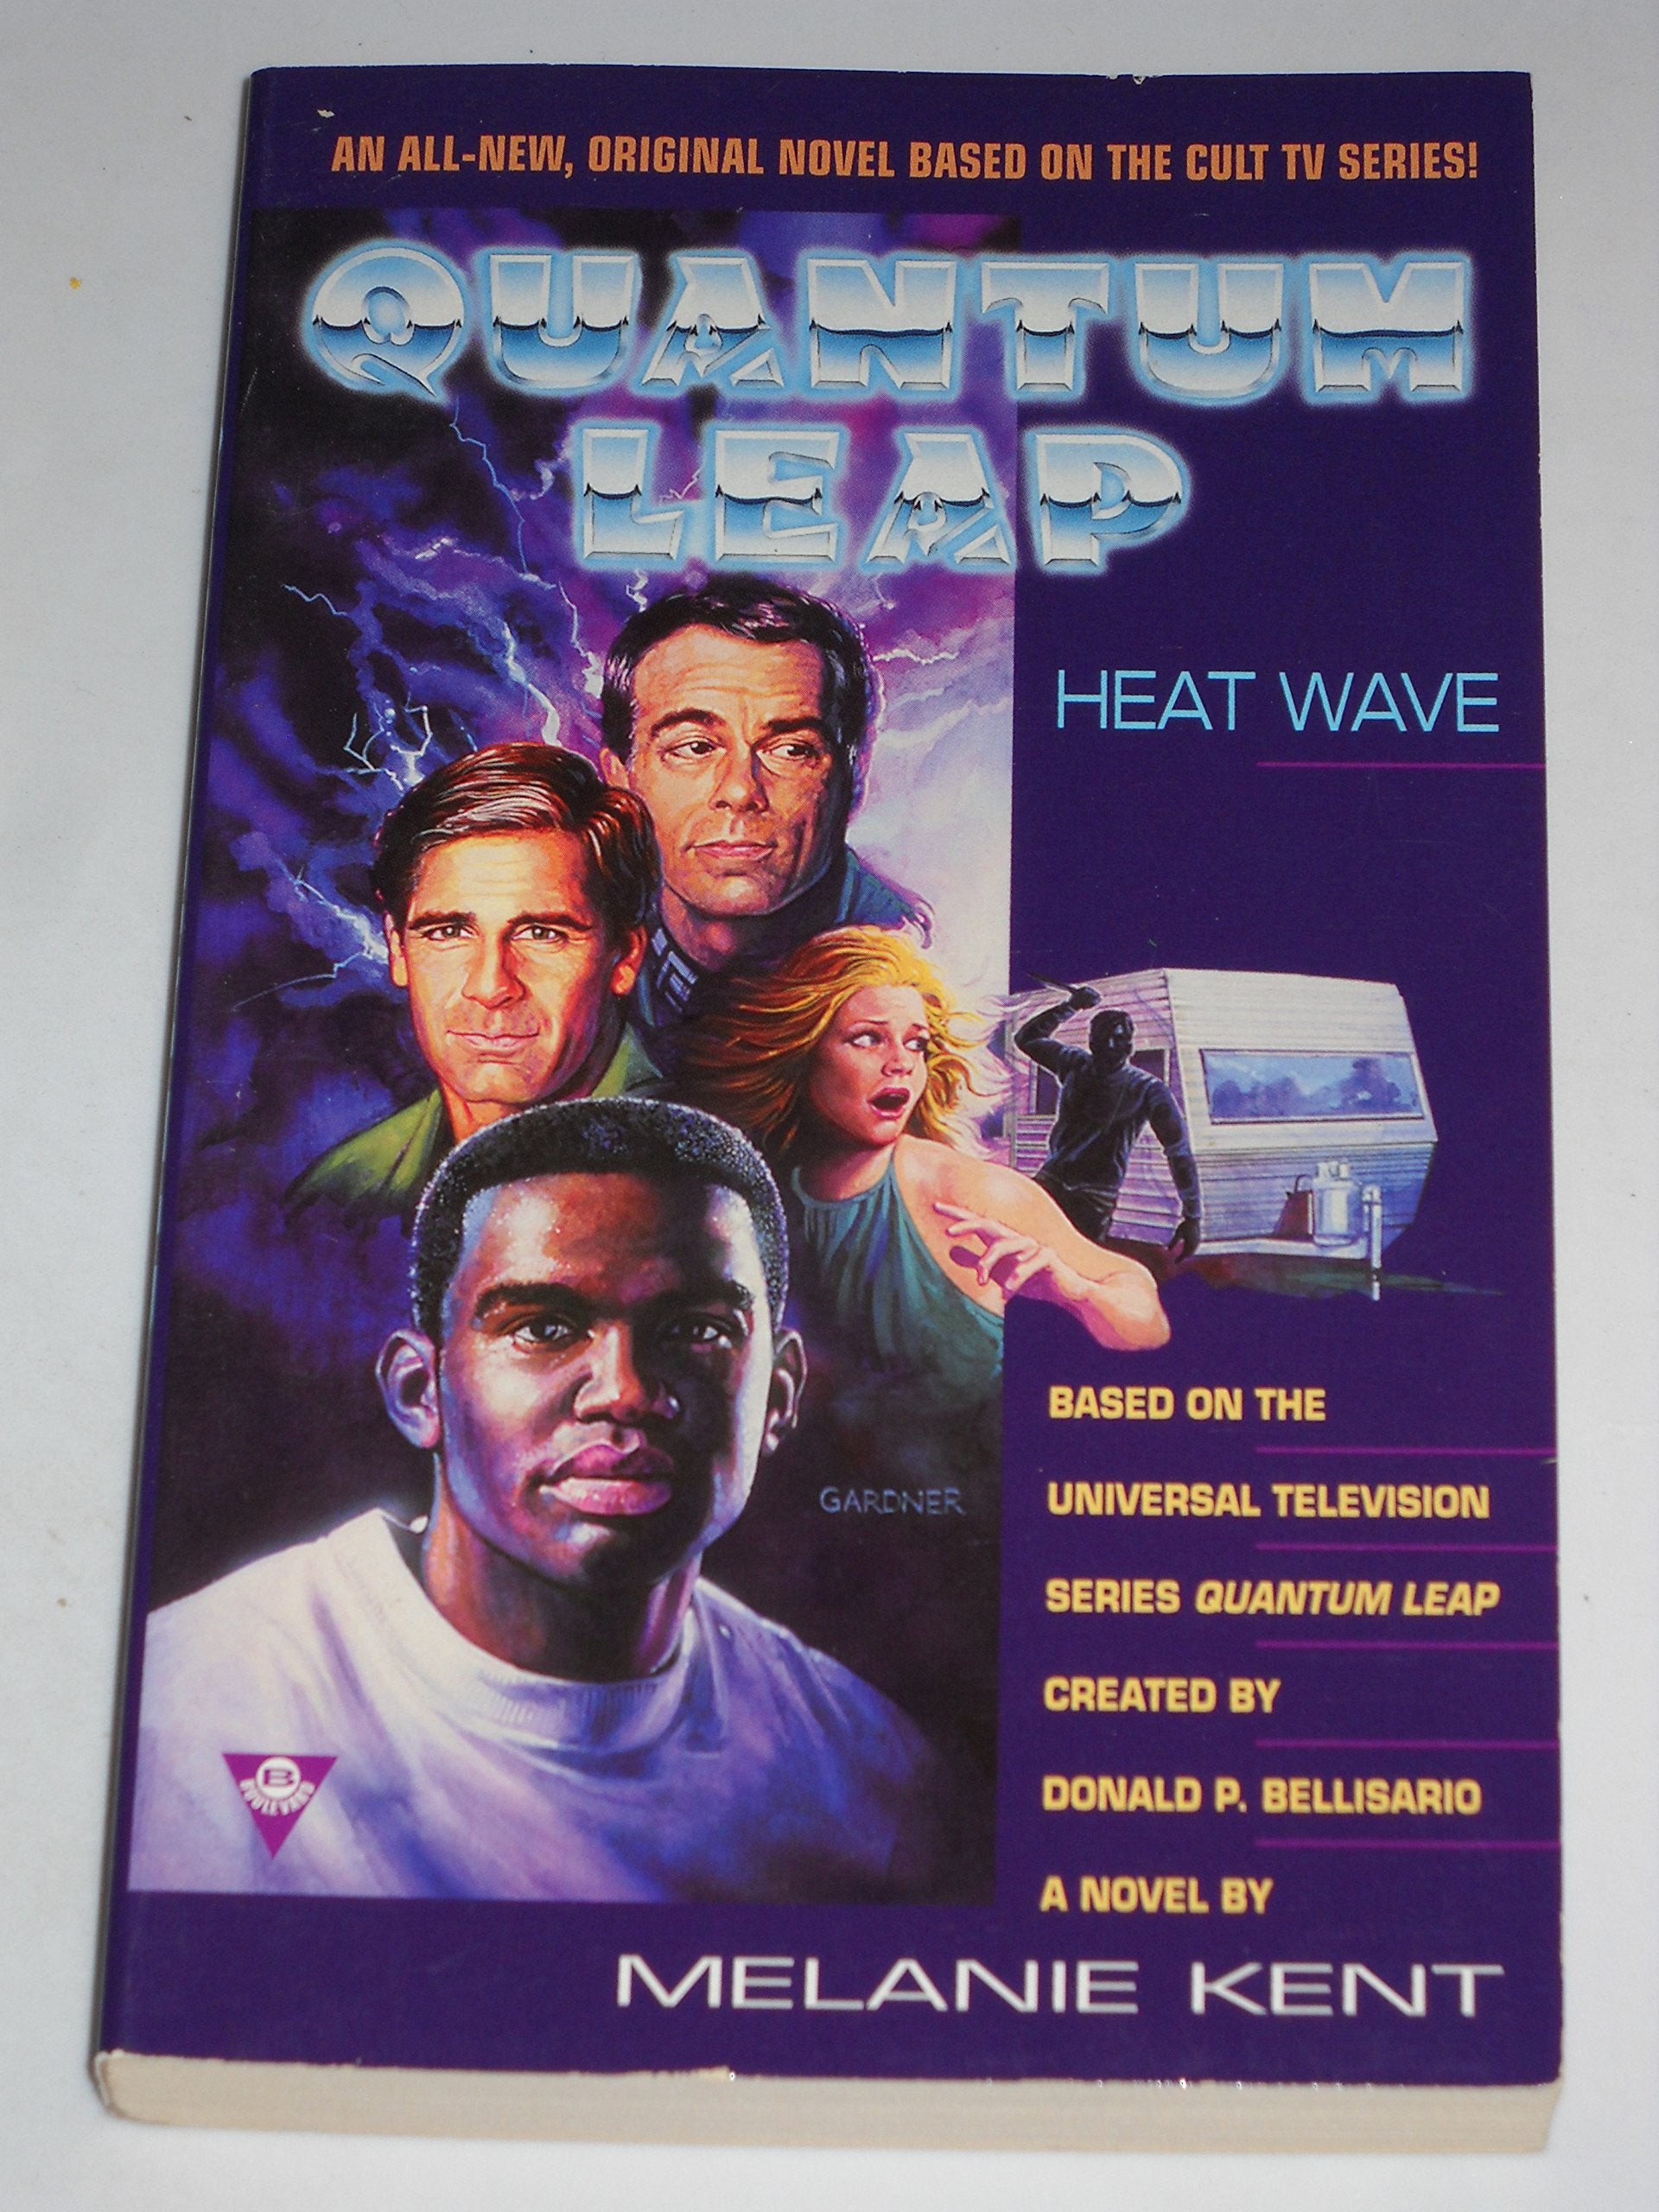 AN ALL-NEW, ORIGINAL NOVEL BASED ON THE CULT TV SERIES!
QUANTUM
LEAP
HEAT WAVE
BASED ON THE
UNIVERSAL TELEVISION
SERIES QUANTUM LEAP
CREATED BY
DONALD P. BELLISARIO
A NOVEL BY
MELANIE KENT
GARDNER
B
BOULEVARD